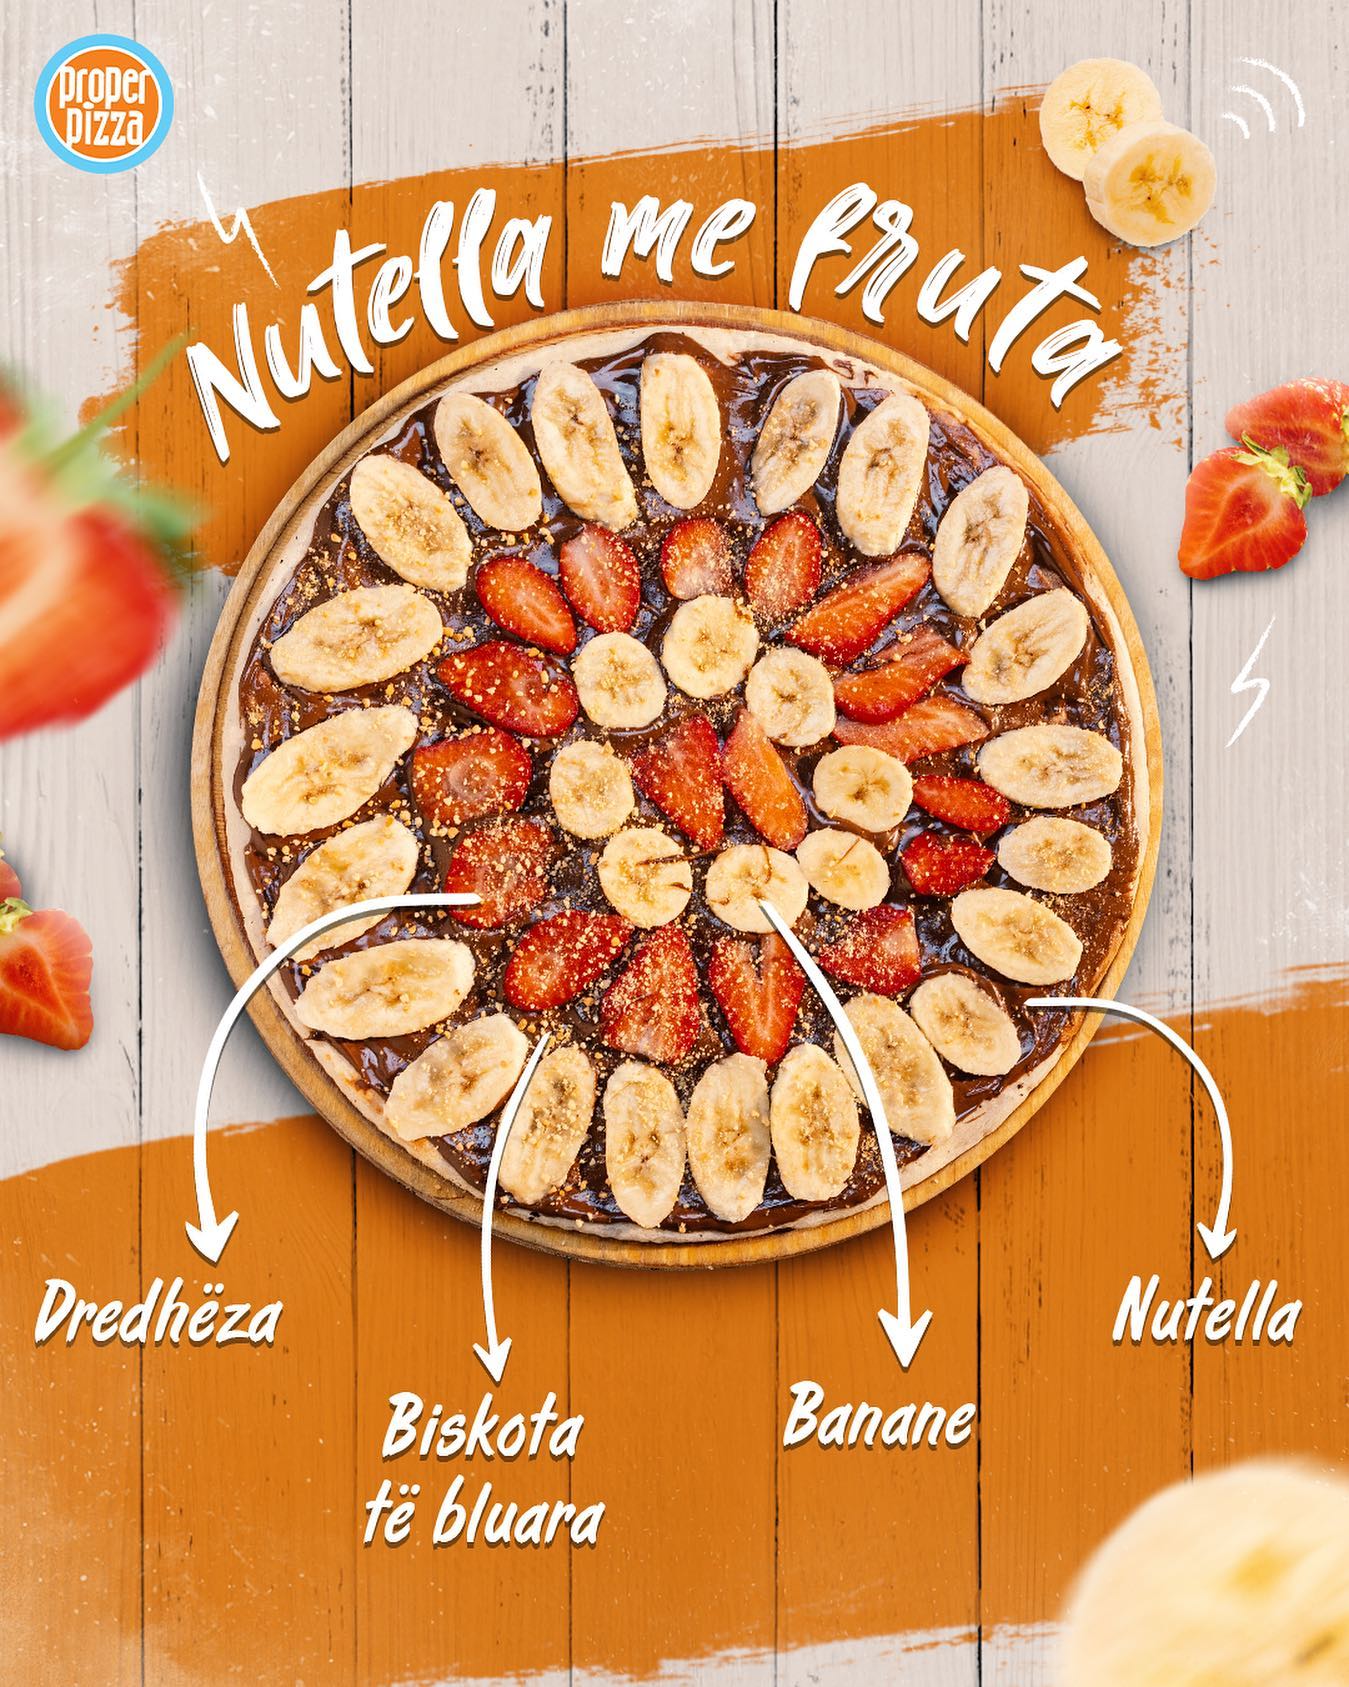 proper
pizza
Nutella me fruta
Dredhëza
Nutella
Banane
Biskota
të bluara